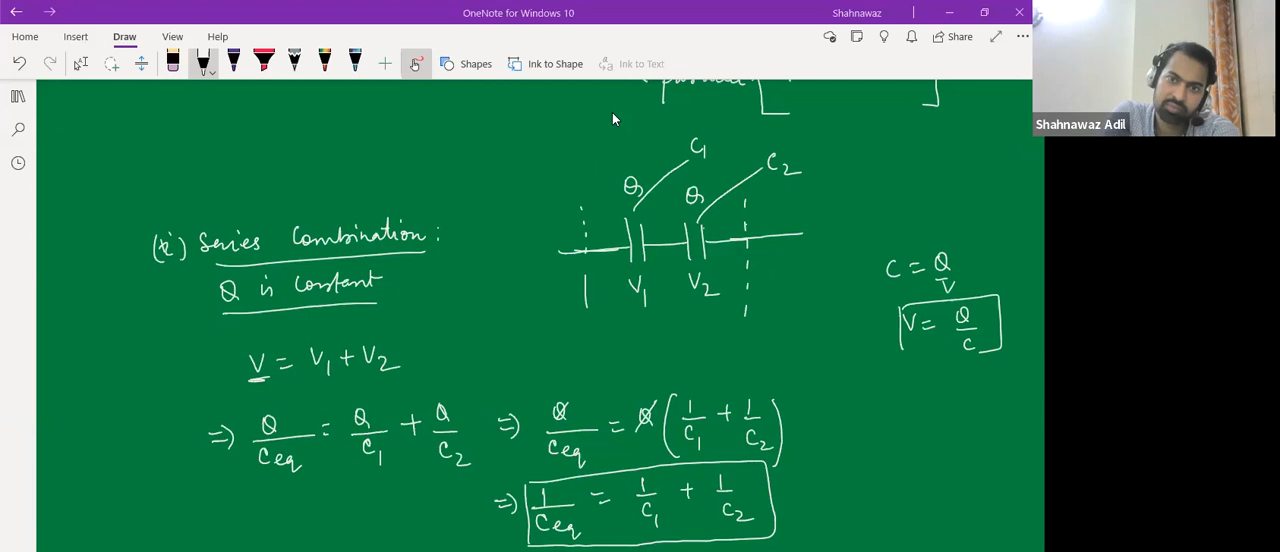 OneNote for Windows 10
Shahnawaz
Home Insert Draw View Help
Share
Shapes Ink to Shape Ink to Text
Shahnawaz Adil
C₁
C₂
Q Q
Series Combination:
Q is constant
V₁ V₂
C = Q/V
V = Q/C
V = V₁ + V₂
=> Q/Ceq = Q/C₁ + Q/C₂ => Q/Ceq = Q(1/C₁ + 1/C₂)
=> 1/Ceq = 1/C₁ + 1/C₂